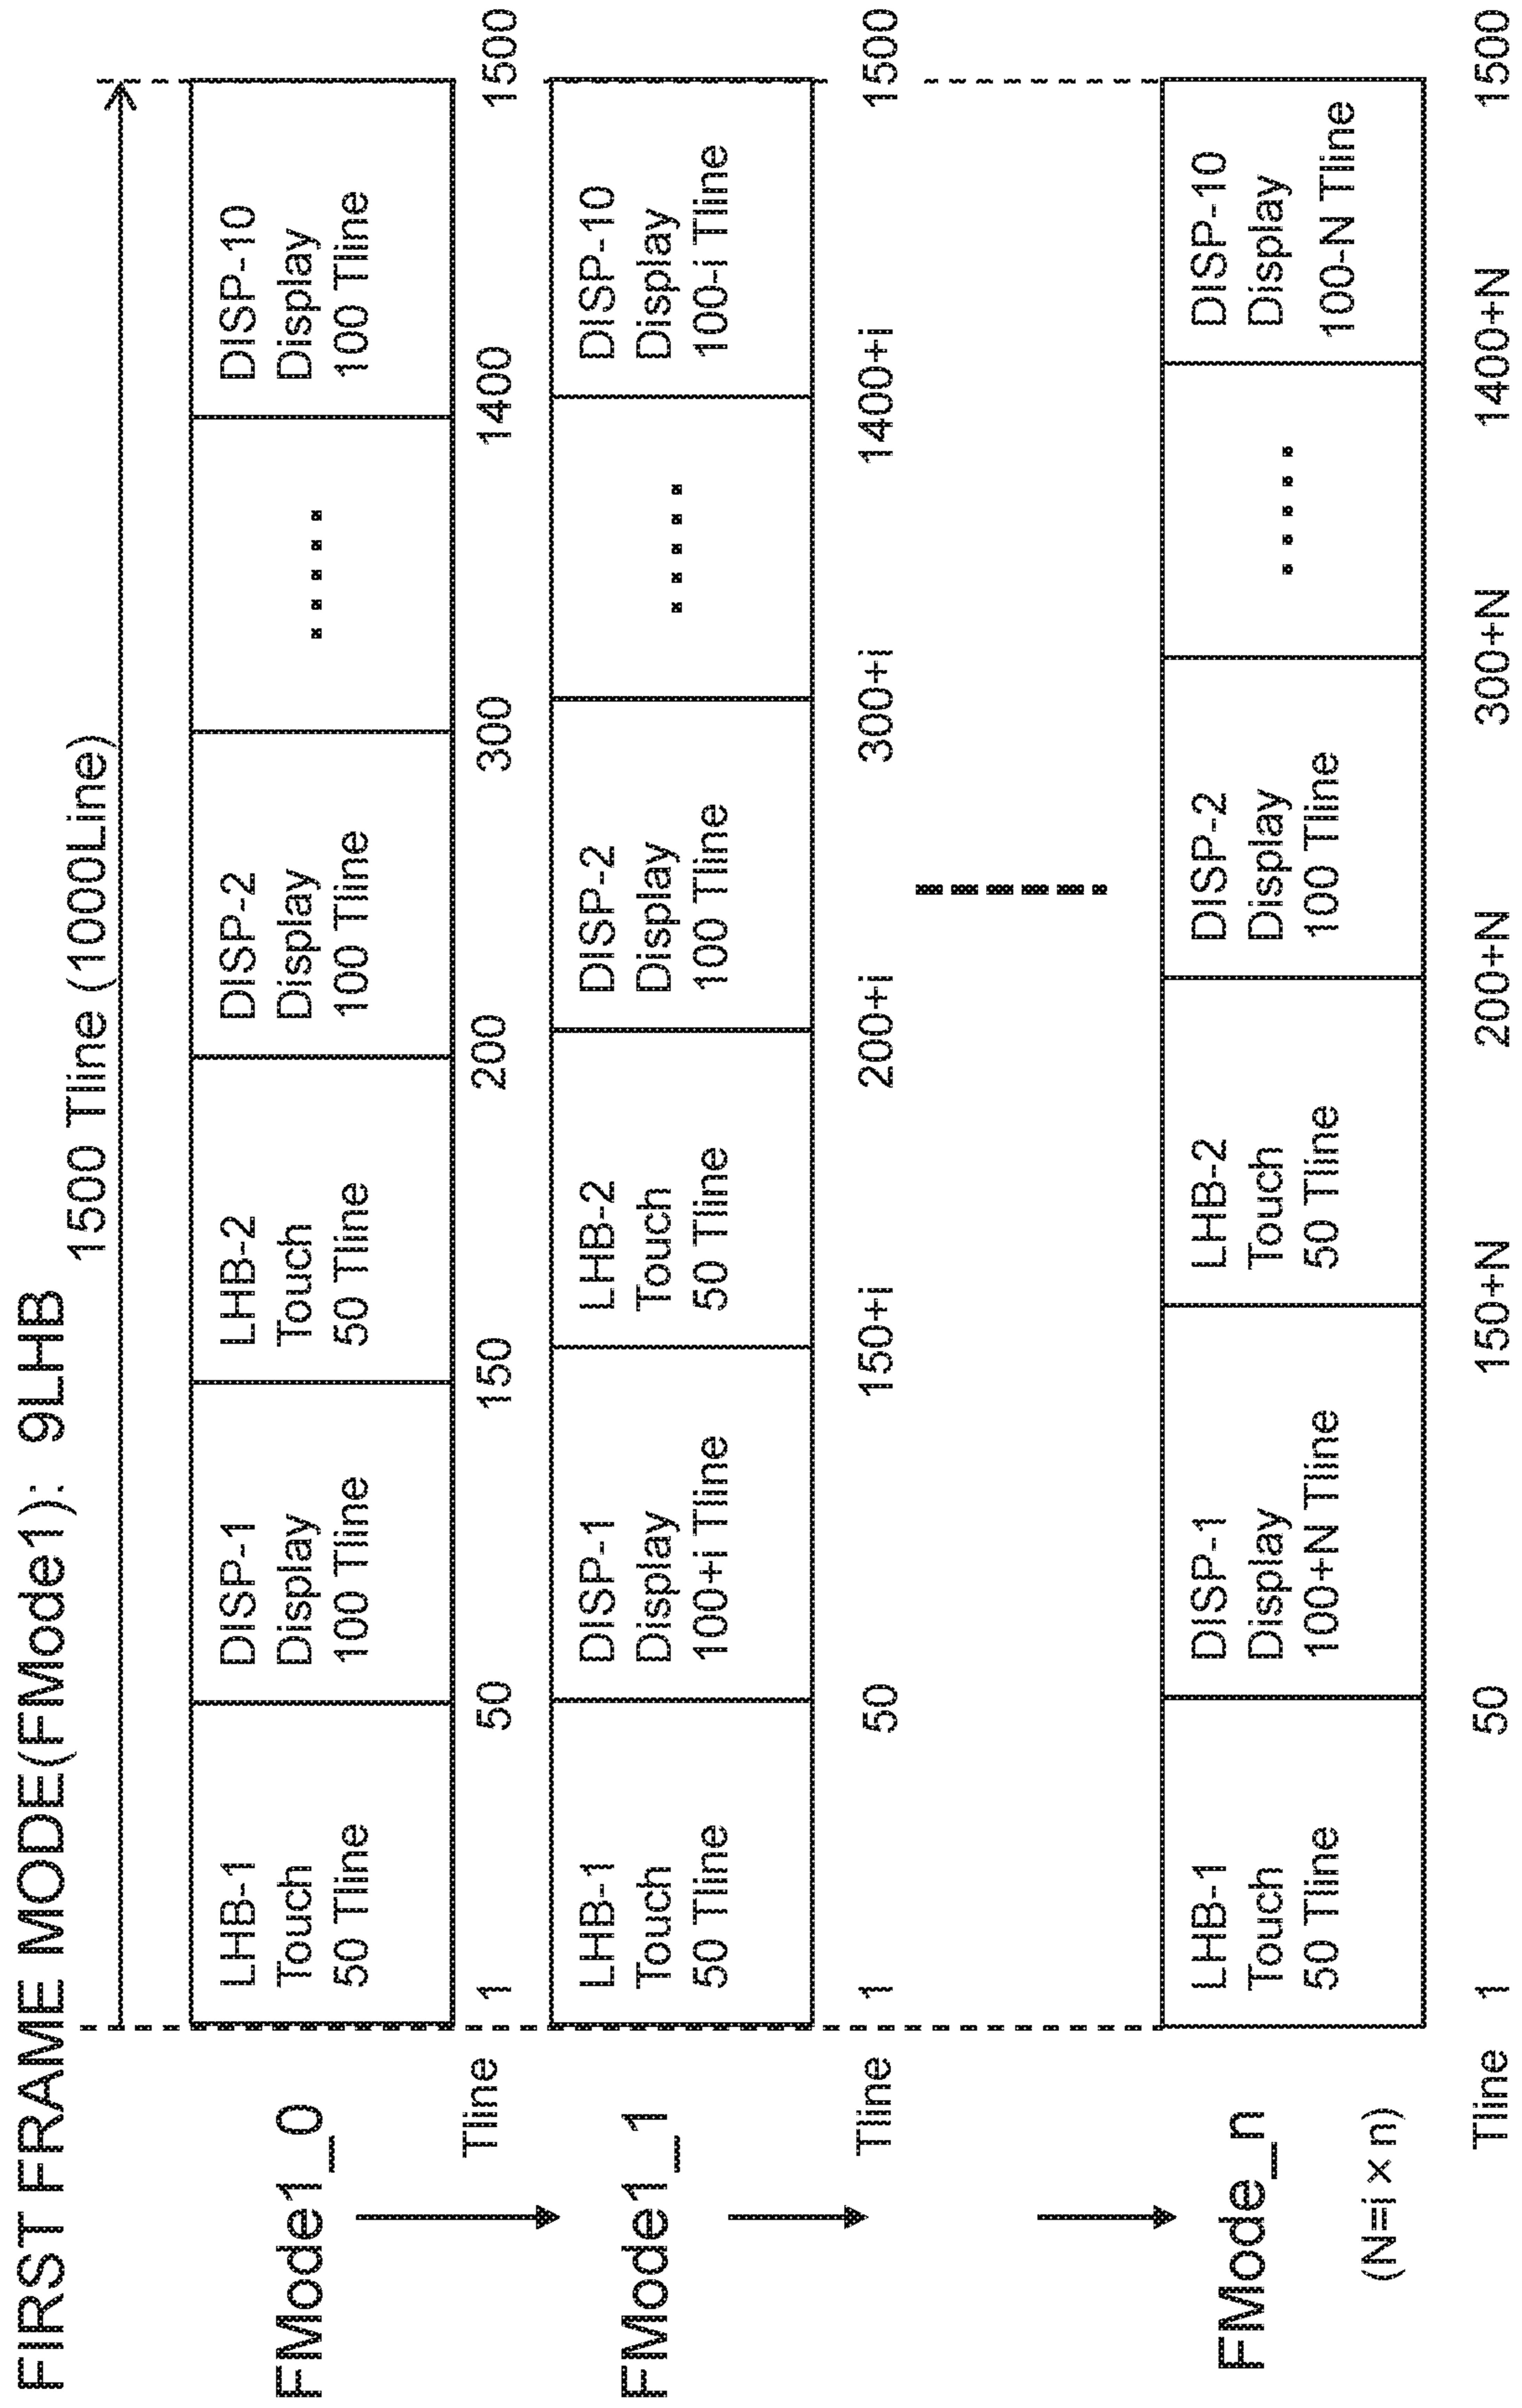 FIRST FRAME MODE(FMode1): 9LHB
1500 Tline (1000Line)
FMode1_0
LHB-1
Touch
50 Tline
DISP-1
Display
100 Tline
LHB-2
Touch
50 Tline
DISP-2
Display
100 Tline
.....
DISP-10
Display
100 Tline
Tline 1 50 150 200 300 1400 1500
FMode1_1
LHB-1
Touch
50 Tline
DISP-1
Display
100+i Tline
LHB-2
Touch
50 Tline
DISP-2
Display
100 Tline
.....
DISP-10
Display
100-i Tline
Tline 1 50 150+i 200+i 300+i 1400+i 1500
FMode_n
(N=i×n)
LHB-1
Touch
50 Tline
DISP-1
Display
100+N Tline
LHB-2
Touch
50 Tline
DISP-2
Display
100 Tline
.....
DISP-10
Display
100-N Tline
Tline 1 50 150+N 200+N 300+N 1400+N 1500